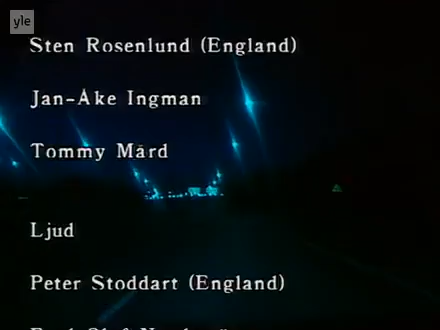 yle
Sten Rosenlund (England)
Jan-Åke Ingman
Tommy Mård
Ljud
Peter Stoddart (England)